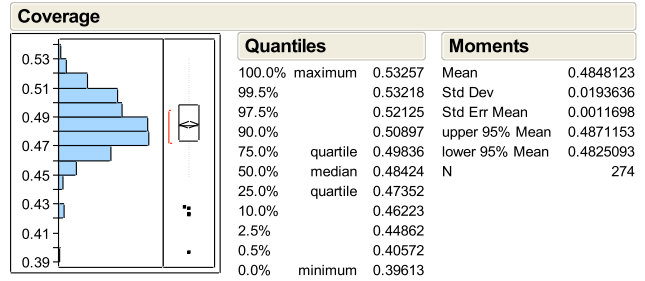 Coverage
0.53
0.51
0.49
0.47
0.45
0.43
0.41
0.39
Quantiles
100.0% maximum 0.53257
99.5% 0.53218
97.5% 0.52125
90.0% 0.50897
75.0% quartile 0.49836
50.0% median 0.48424
25.0% quartile 0.47352
10.0% 0.46223
2.5% 0.44862
0.5% 0.40572
0.0% minimum 0.39613
Moments
Mean 0.4848123
Std Dev 0.0193636
Std Err Mean 0.0011698
upper 95% Mean 0.4871153
lower 95% Mean 0.4825093
N 274